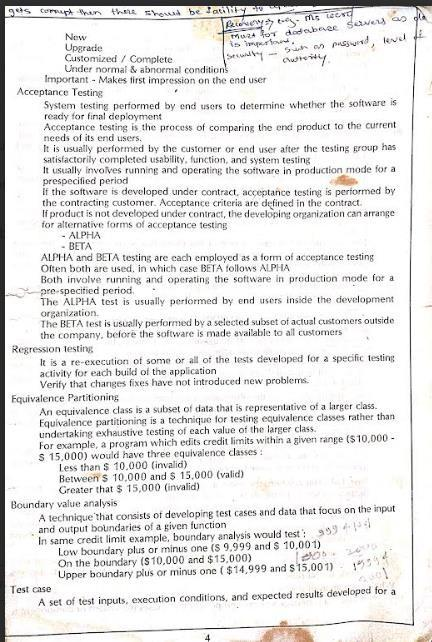 gets corrupt then there should be facility to
Recovery, eg. MS Word
must for database servers as
is important.
Security – Such as password, level of
authority.
New
Upgrade
Customized / Complete
Under normal & abnormal conditions
Important - Makes first impression on the end user
Acceptance Testing
System testing performed by end users to determine whether the software is
ready for final deployment
Acceptance testing is the process of comparing the end product to the current
needs of its end users.
It is usually performed by the customer or end user after the testing group has
satisfactorily completed usability, function, and system testing
It usually involves running and operating the software in production mode for a
prespecified period
If the software is developed under contract, acceptance testing is performed by
the contracting customer. Acceptance criteria are defined in the contract.
If product is not developed under contract, the developing organization can arrange
for alternative forms of acceptance testing
- ALPHA
- BETA
ALPHA and BETA testing are each employed as a form of acceptance testing
Often both are used, in which case BETA follows ALPHA
Both involve running and operating the software in production mode for a
pre-specified period.
The ALPHA test is usually performed by end users inside the development
organization.
The BETA test is usually performed by a selected subset of actual customers outside
the company, before the software is made available to all customers
Regression testing
It is a re-execution of some or all of the tests developed for a specific testing
activity for each build of the application
Verify that changes fixes have not introduced new problems.
Equivalence Partitioning
An equivalence class is a subset of data that is representative of a larger class.
Equivalence partitioning is a technique for testing equivalence classes rather than
undertaking exhaustive testing of each value of the larger class.
For example, a program which edits credit limits within a given range ($10,000 -
$ 15,000) would have three equivalence classes :
Less than $ 10,000 (invalid)
Between $ 10,000 and $ 15,000 (valid)
Greater that $ 15,000 (invalid)
Boundary value analysis
A technique that consists of developing test cases and data that focus on the input
and output boundaries of a given function
In same credit limit example, boundary analysis would test :
Low boundary plus or minus one ($ 9,999 and $ 10,001)
On the boundary ($10,000 and $15,000)
Upper boundary plus or minus one ( $14,999 and $15,001)
Test case
A set of test inputs, execution conditions, and expected results developed for a
4